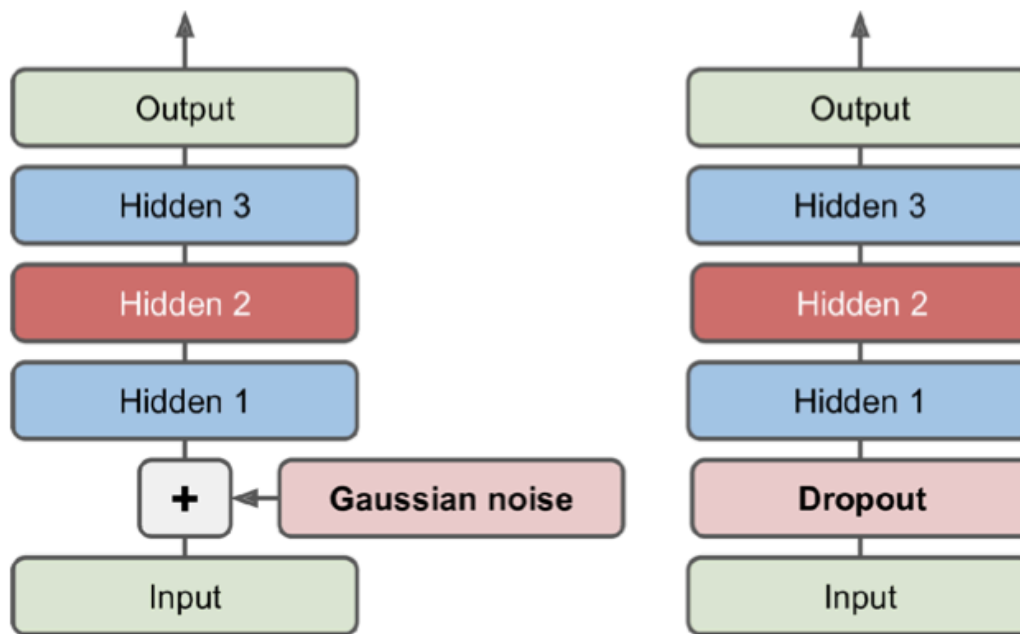 Output
Hidden 3
Hidden 2
Hidden 1
+
Gaussian noise
Input
Output
Hidden 3
Hidden 2
Hidden 1
Dropout
Input